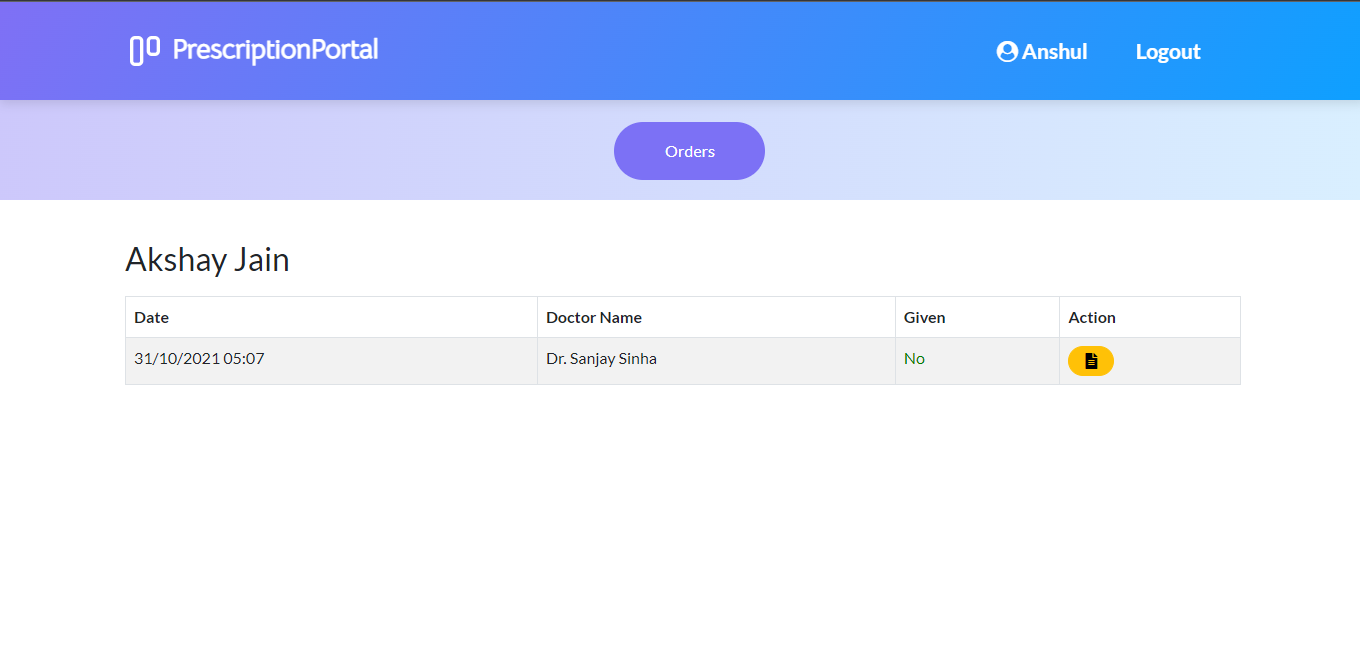 PrescriptionPortal
Anshul Logout
Orders
Akshay Jain
Date Doctor Name Given Action
31/10/2021 05:07 Dr. Sanjay Sinha No